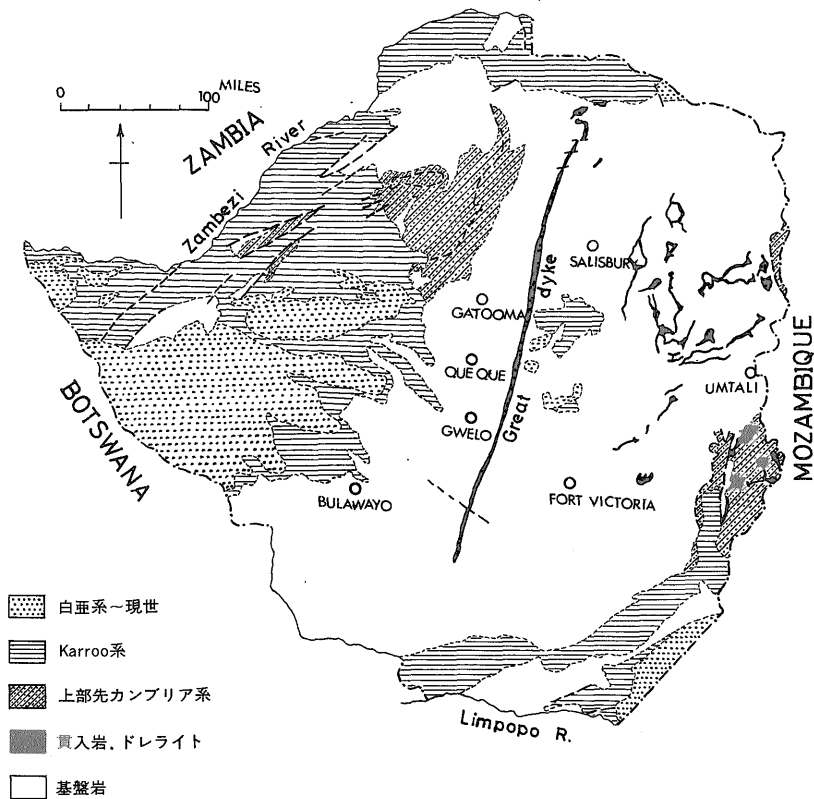 0 100 MILES
ZAMBIA
Zambezi River
SALISBURY
dyke
GATOOMA
QUE QUE
UMTALI
MOZAMBIQUE
BOTSWANA
GWELO
Great
BULAWAYO
FORT VICTORIA
白亜系～現世
Karroo系
上部先カンブリア系
貫入岩．ドレライト
基盤岩
Limpopo R.